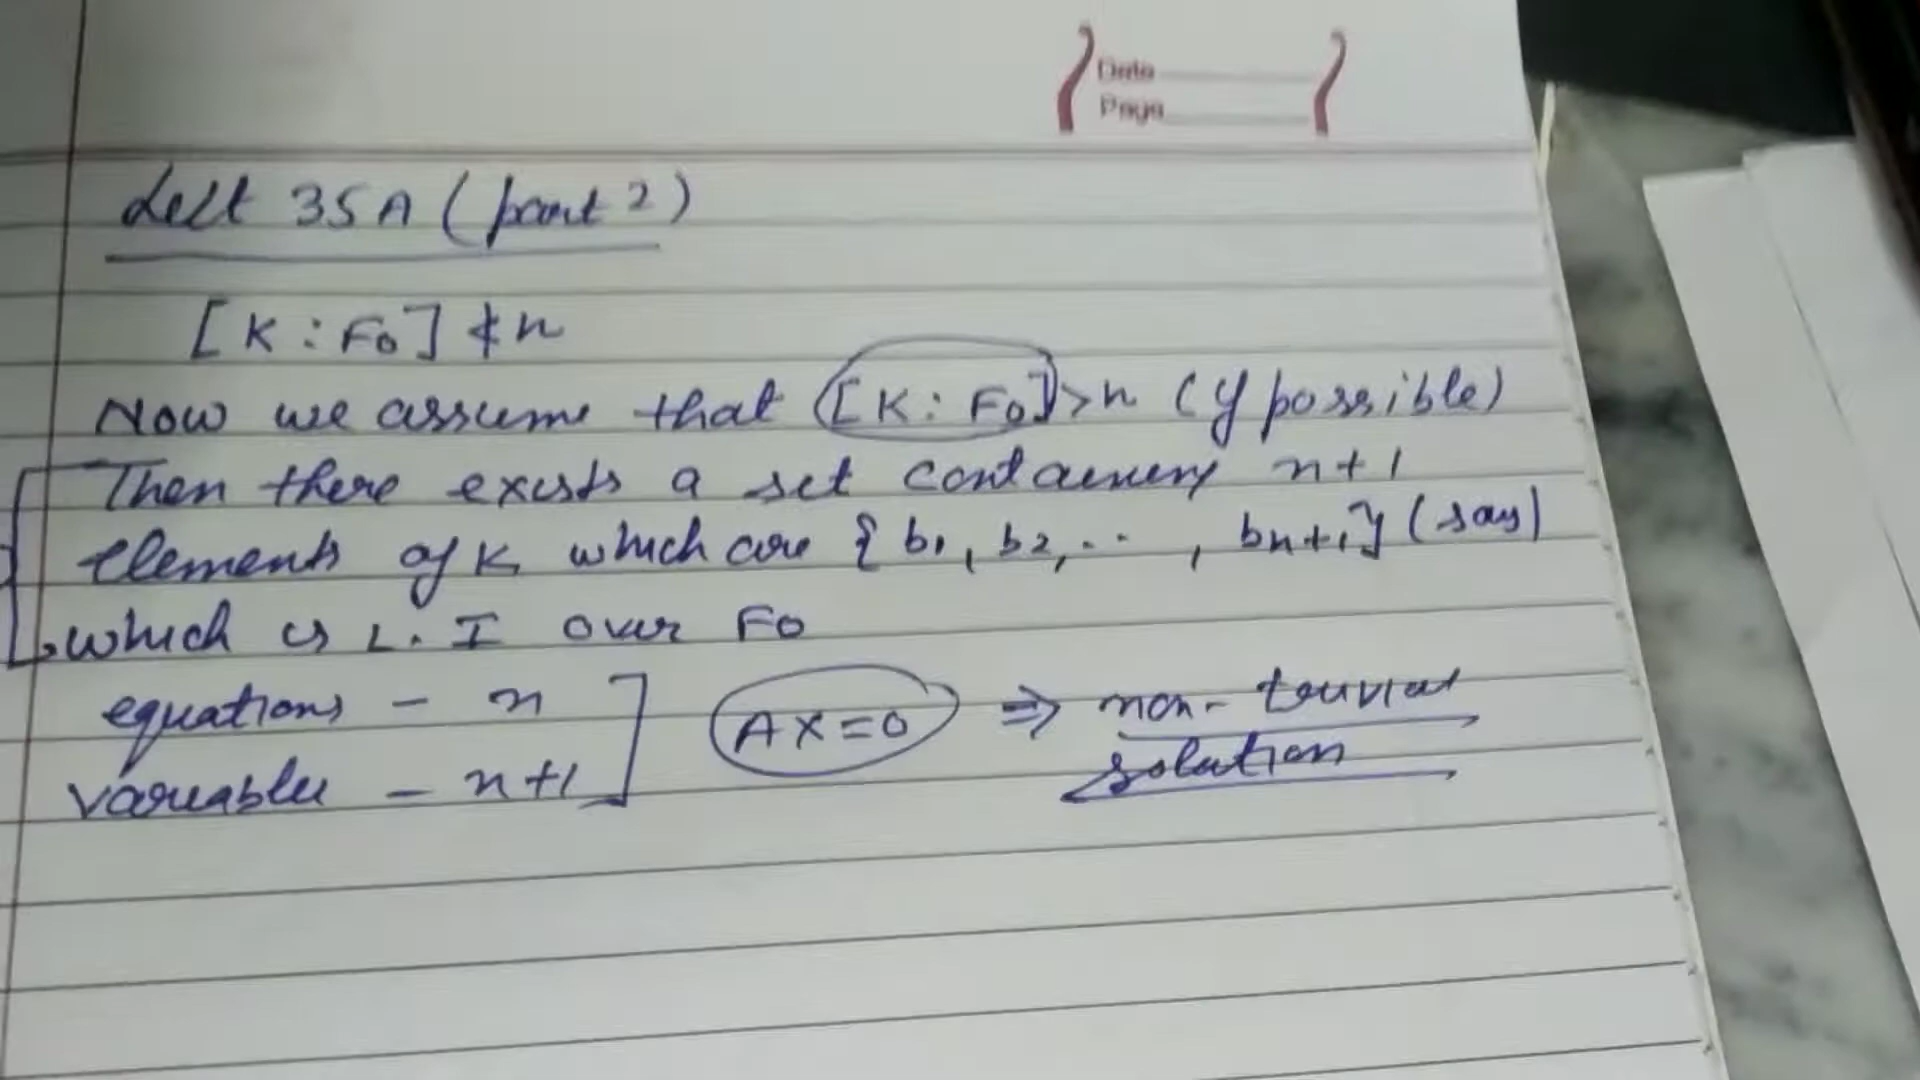 Date
Page
Lect 35A (part 2)
[K : F0] ≮ n
Now we assume that [K : F0] > n (if possible)
Then there exists a set containing n+1
elements of K which are { b1, b2, .. , bn+1} (say)
which is L. I over F0
equations - n
variable - n+1
AX=0 ⇒ non-trivial
solution